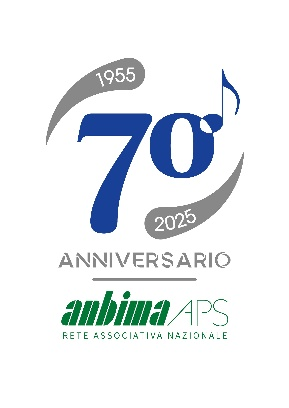 1955
70
2025
ANNIVERSARIO
anbima APS
RETE ASSOCIATIVA NAZIONALE